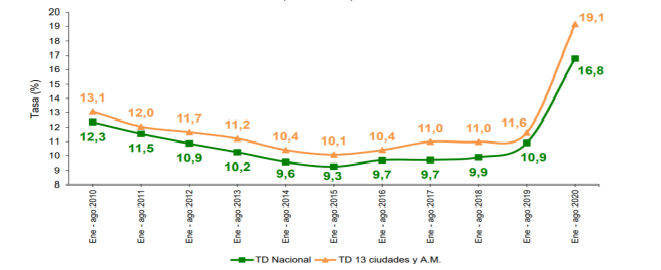 Tasa (%)
20
19
18
17
16
15
14
13
12
11
10
9
8
13,1
12,0
11,7
11,2
10,4
10,1
10,4
11,0
11,0
11,6
19,1
12,3
11,5
10,9
10,2
9,6
9,3
9,7
9,7
9,9
10,9
16,8
Ene - ago 2010
Ene - ago 2011
Ene - ago 2012
Ene - ago 2013
Ene - ago 2014
Ene - ago 2015
Ene - ago 2016
Ene - ago 2017
Ene - ago 2018
Ene - ago 2019
Ene - ago 2020
TD Nacional
TD 13 ciudades y A.M.